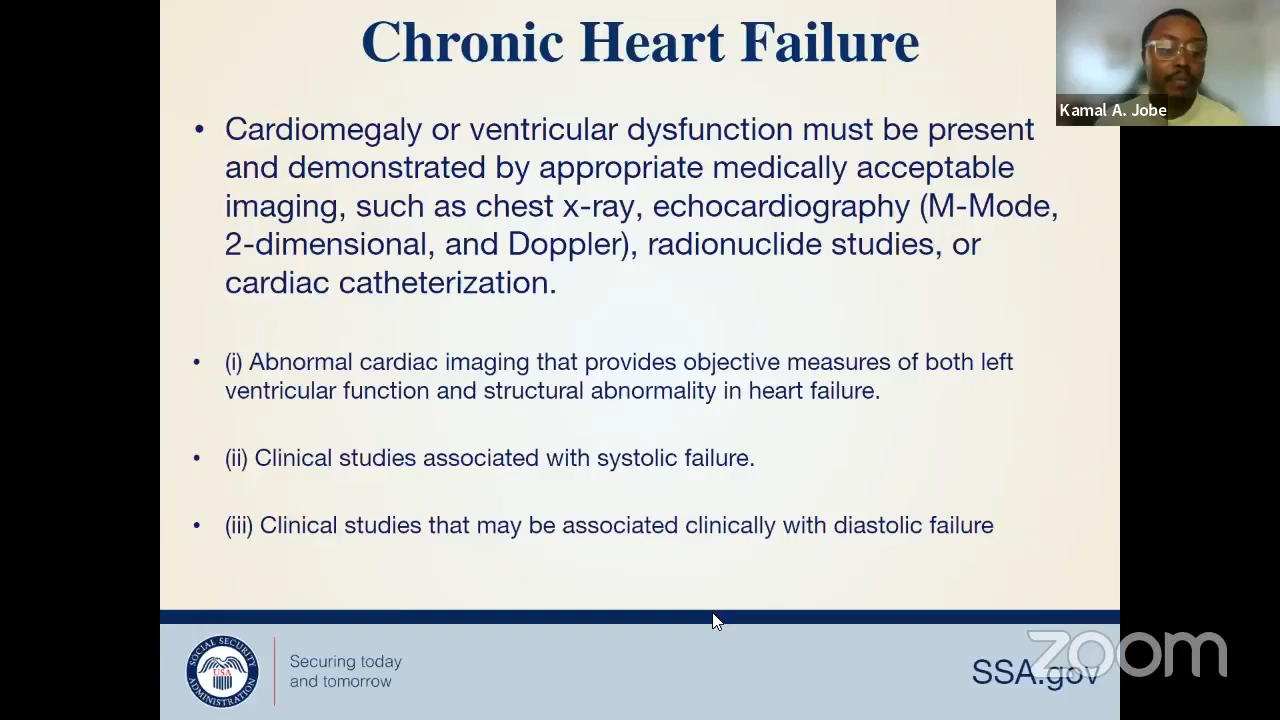 Chronic Heart Failure
Kamal A. Jobe
• Cardiomegaly or ventricular dysfunction must be present
and demonstrated by appropriate medically acceptable
imaging, such as chest x-ray, echocardiography (M-Mode,
2-dimensional, and Doppler), radionuclide studies, or
cardiac catheterization.
• (i) Abnormal cardiac imaging that provides objective measures of both left
ventricular function and structural abnormality in heart failure.
• (ii) Clinical studies associated with systolic failure.
• (iii) Clinical studies that may be associated clinically with diastolic failure
SOCIAL SECURITY ADMINISTRATION
USA
Securing today
and tomorrow
SSA.gov
zoom